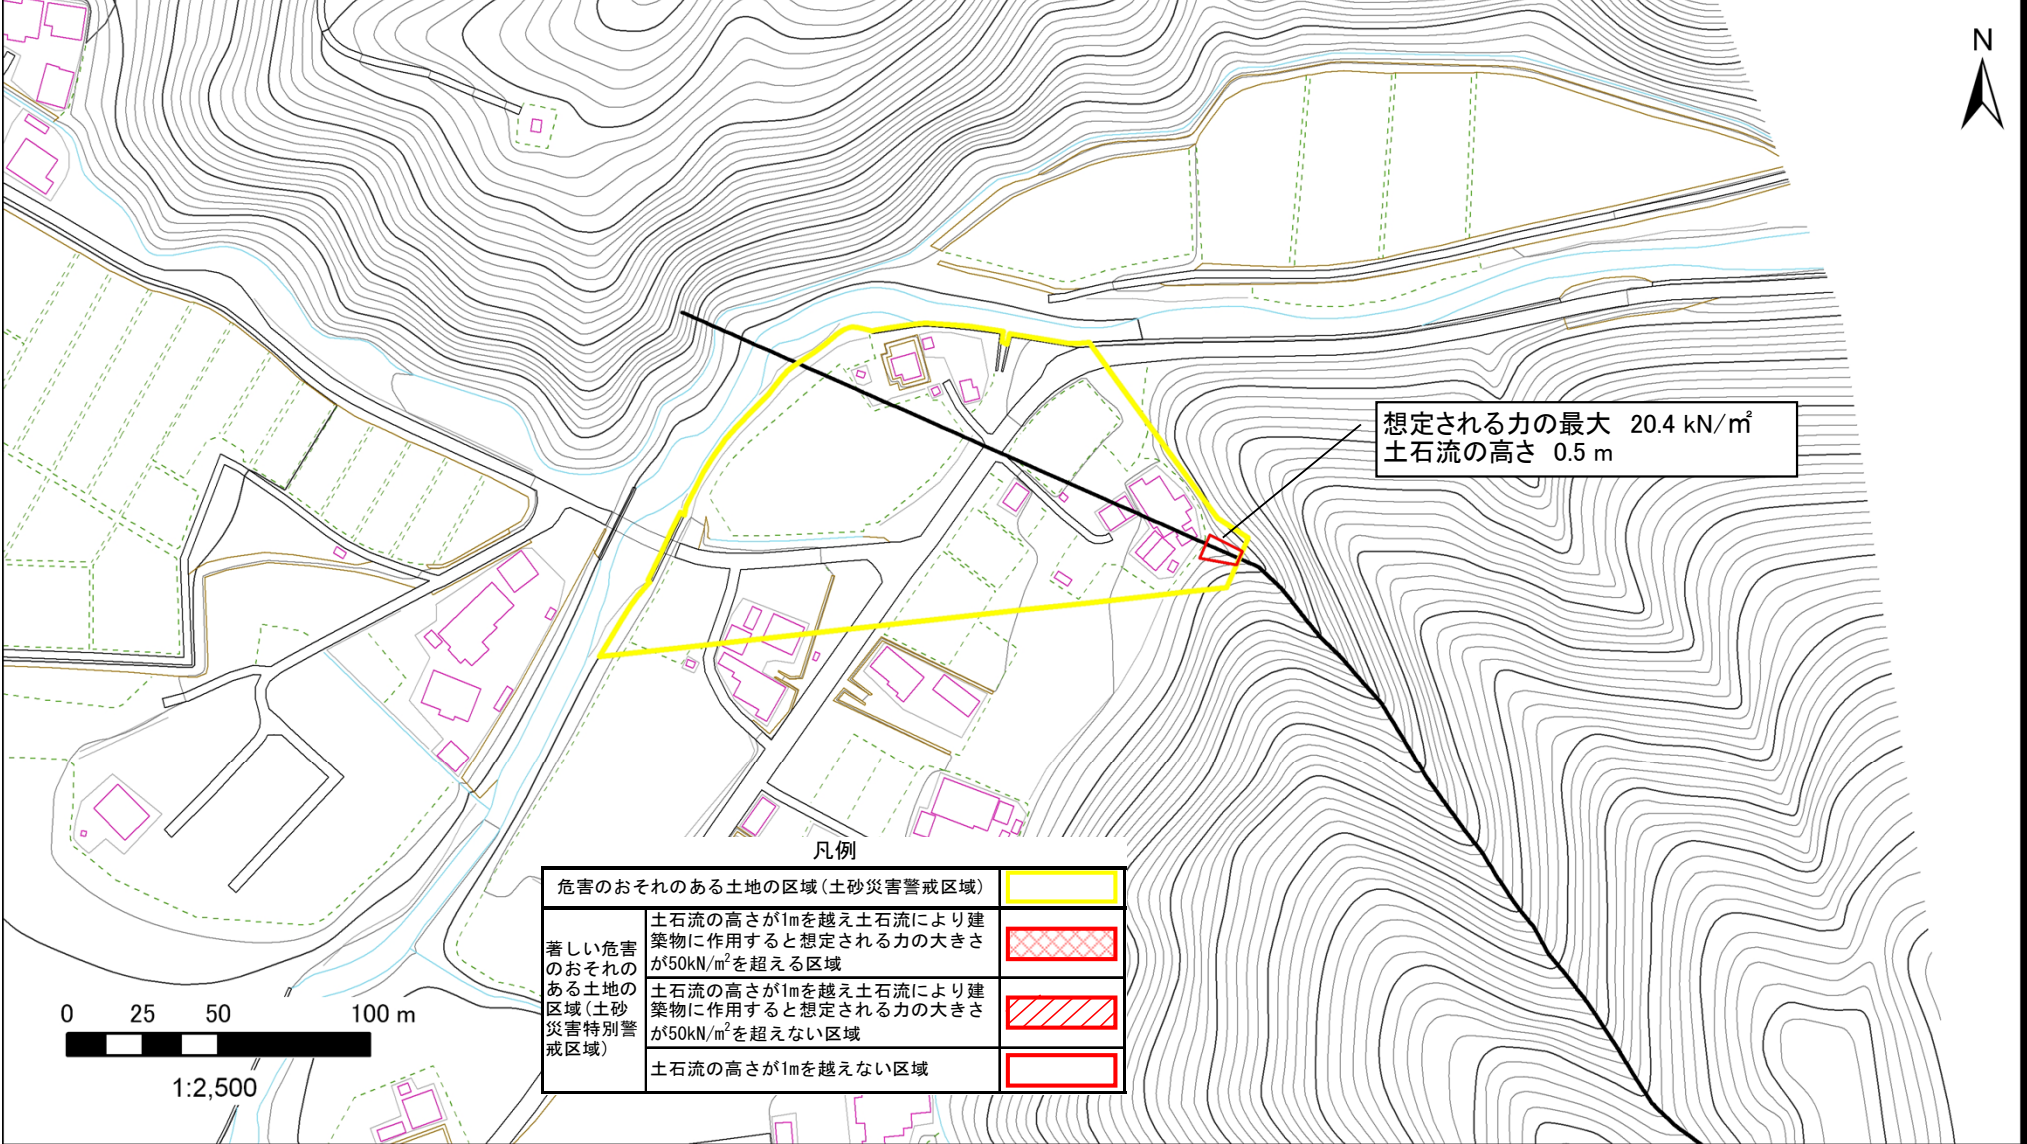 N
想定される力の最大 20.4 kN/㎡
土石流の高さ 0.5 m
凡例
危害のおそれのある土地の区域(土砂災害警戒区域)
著しい危害
のおそれの
ある土地の
区域(土砂
災害特別警
戒区域)
土石流の高さが1mを越え土石流により建
築物に作用すると想定される力の大きさ
が50kN/m²を超える区域
土石流の高さが1mを越え土石流により建
築物に作用すると想定される力の大きさ
が50kN/m²を超えない区域
土石流の高さが1mを越えない区域
0 25 50 100 m
1:2,500